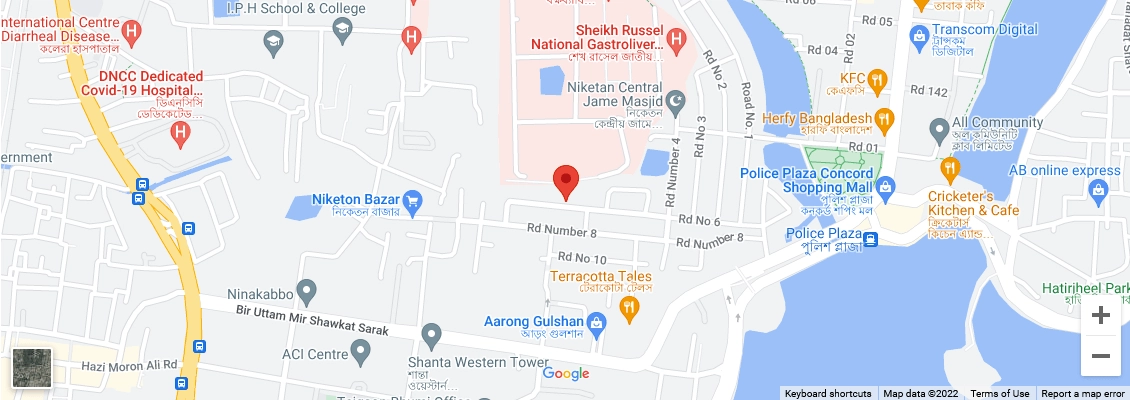 I.P.H School & College
International Centre
Diarrheal Disease...
কলেরা হাসপাতাল
DNCC Dedicated
Covid-19 Hospital...
ডিএনসিসি
ডেডিকেটেড...
ernment
Sheikh Russel
National Gastroliver...
শেখ রাসেল জাতীয়...
Niketan Central
Jame Masjid
নিকেতন
কেন্দ্রীয় জামে...
Rd No 2
Road No. 1
Rd No 3
Rd Number 4
Rd 04
Rd 02
তাবাক কফি
Transcom Digital
ট্রান্সকম
ডিজিটাল
KFC
কেএফসি
Rd 142
Herfy Bangladesh
হারফি বাংলাদেশ
Rd 01
All Community
অল কমিউনিটি
ক্লাব লিমিটেড
Police Plaza Concord
Shopping Mall
পুলিশ প্লাজা
কনকর্ড শপিং মল
Police Plaza
পুলিশ প্লাজা
AB online express
Cricketer's
Kitchen & Cafe
ক্রিকেটার্স
কিচেন এ্যান্ড...
Hatirjheel Park
Niketon Bazar
নিকেতন বাজার
Rd No 6
Rd Number 8
Rd Number 8
Rd No 10
Terracotta Tales
টেরাকোটা টেলস
Ninakabbo
Bir Uttam Mir Shawkat Sarak
Aarong Gulshan
আড়ং গুলশান
ACI Centre
Hazi Moron Ali Rd
Shanta Western Tower
শান্তা
ওয়েস্টার্ন...
Google
Keyboard shortcuts
Map data ©2022
Terms of Use
Report a map error